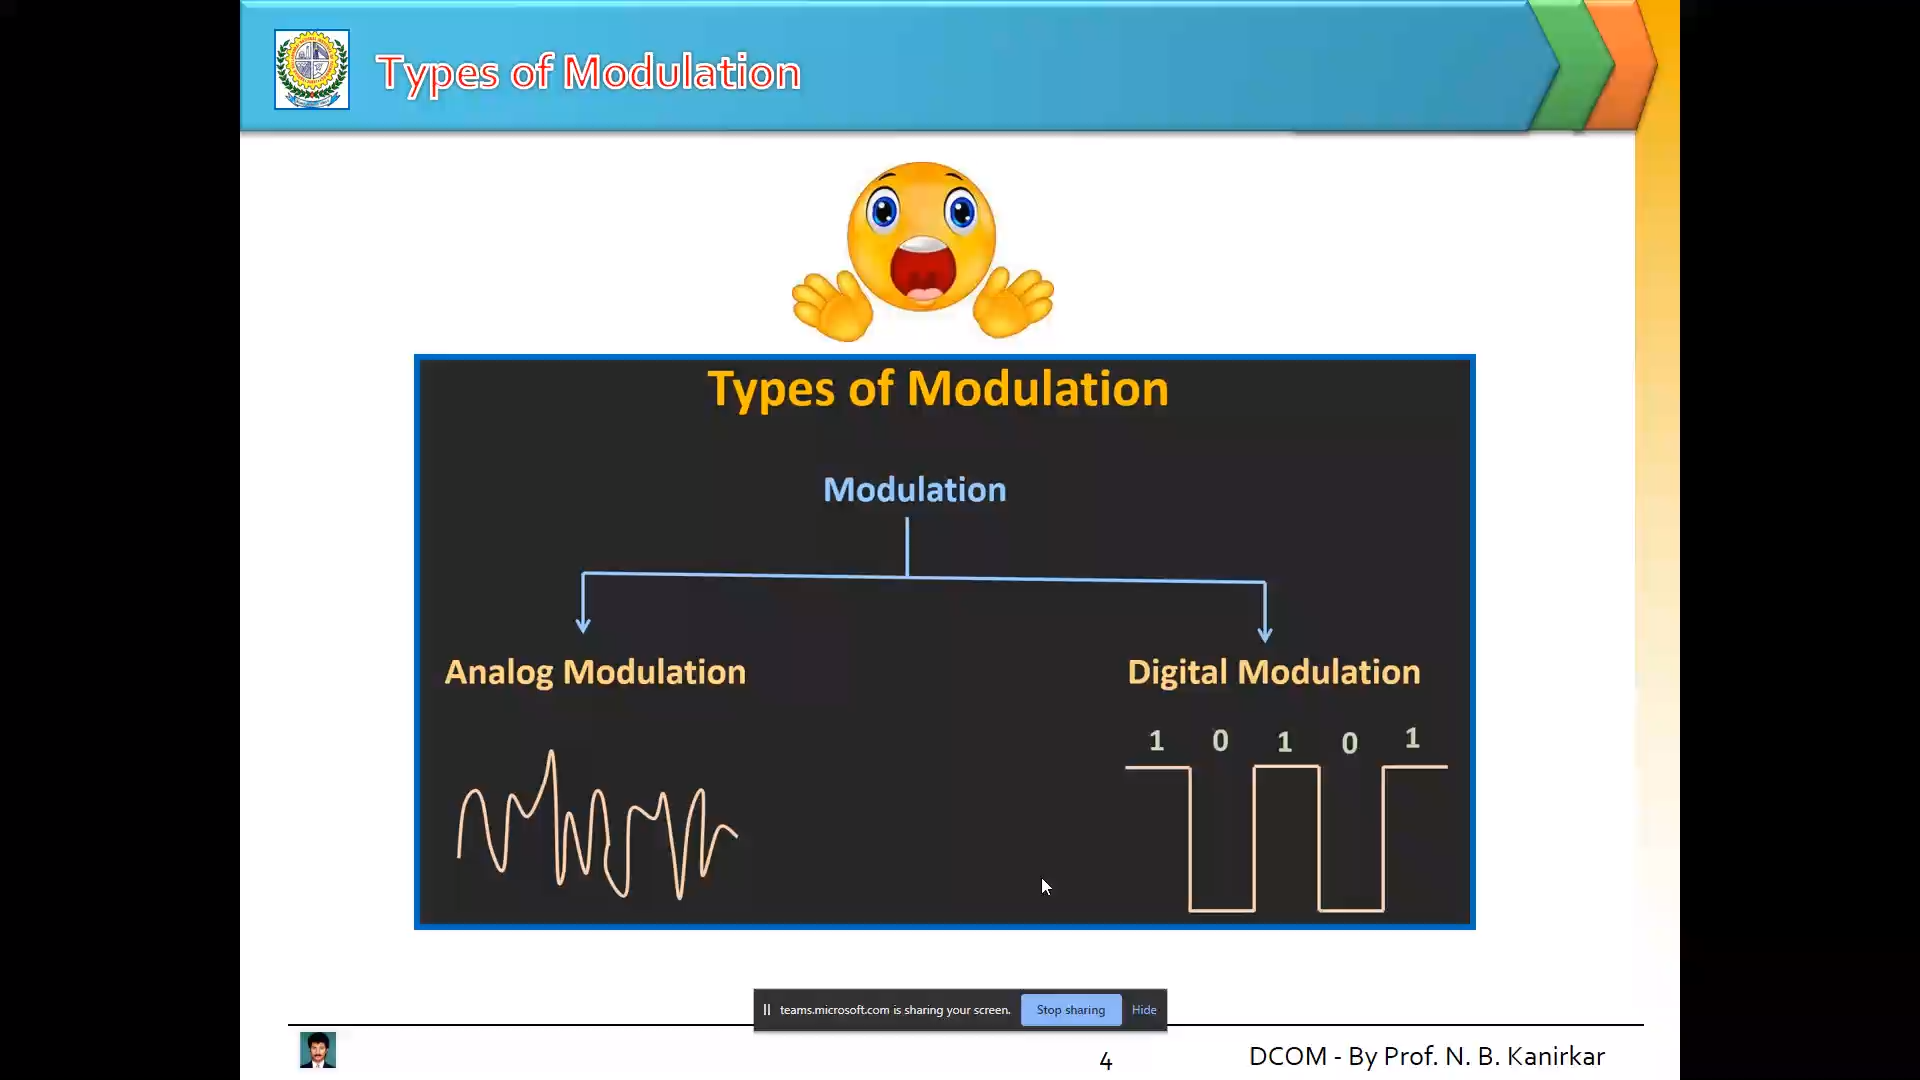 Types of Modulation
Types of Modulation
Modulation
Analog Modulation
Digital Modulation
1 0 1 0 1
teams.microsoft.com is sharing your screen. Stop sharing Hide
4
DCOM - By Prof. N. B. Kanirkar